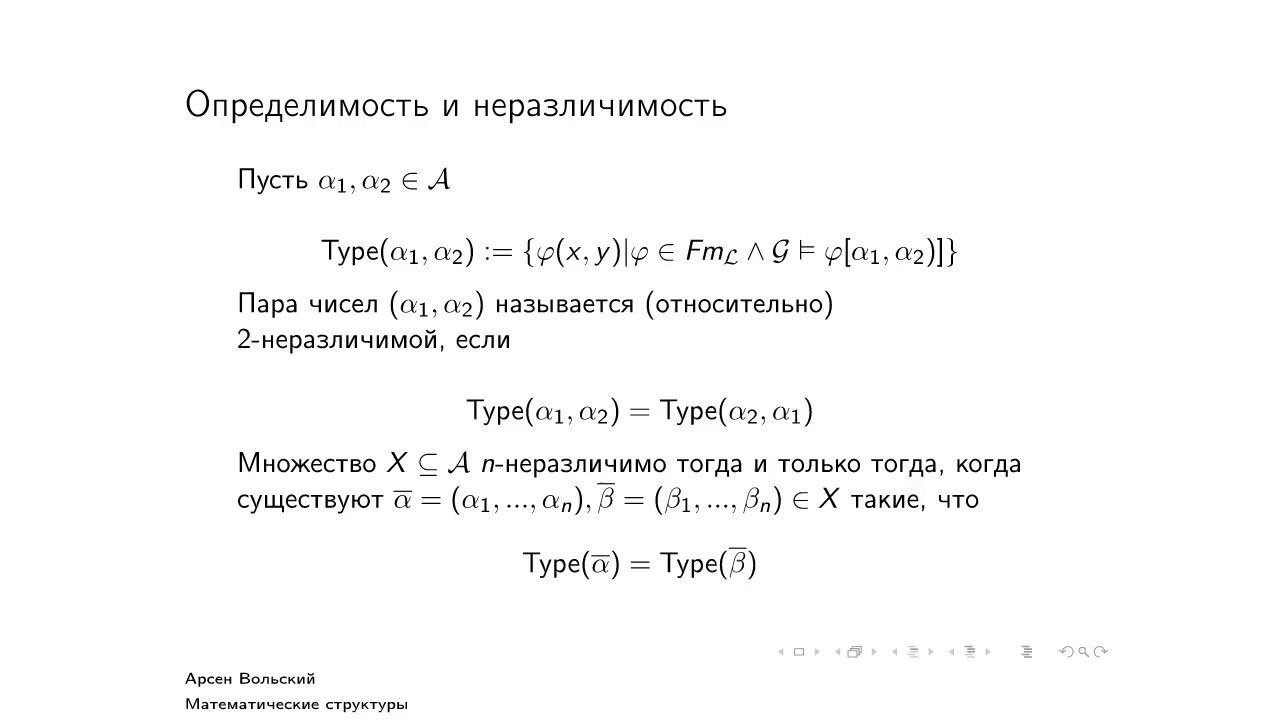 Определимость и неразличимость
Пусть α₁, α₂ ∈ 𝒜
Type(α₁, α₂) := {φ(x, y)|φ ∈ Fm_ℒ ∧ 𝒢 ⊨ φ[α₁, α₂)]}
Пара чисел (α₁, α₂) называется (относительно)
2-неразличимой, если
Type(α₁, α₂) = Type(α₂, α₁)
Множество X ⊆ 𝒜 n-неразличимо тогда и только тогда, когда
существуют α̅ = (α₁, ..., αₙ), β̅ = (β₁, ..., βₙ) ∈ X такие, что
Type(α̅) = Type(β̅)
Арсен Вольский
Математические структуры